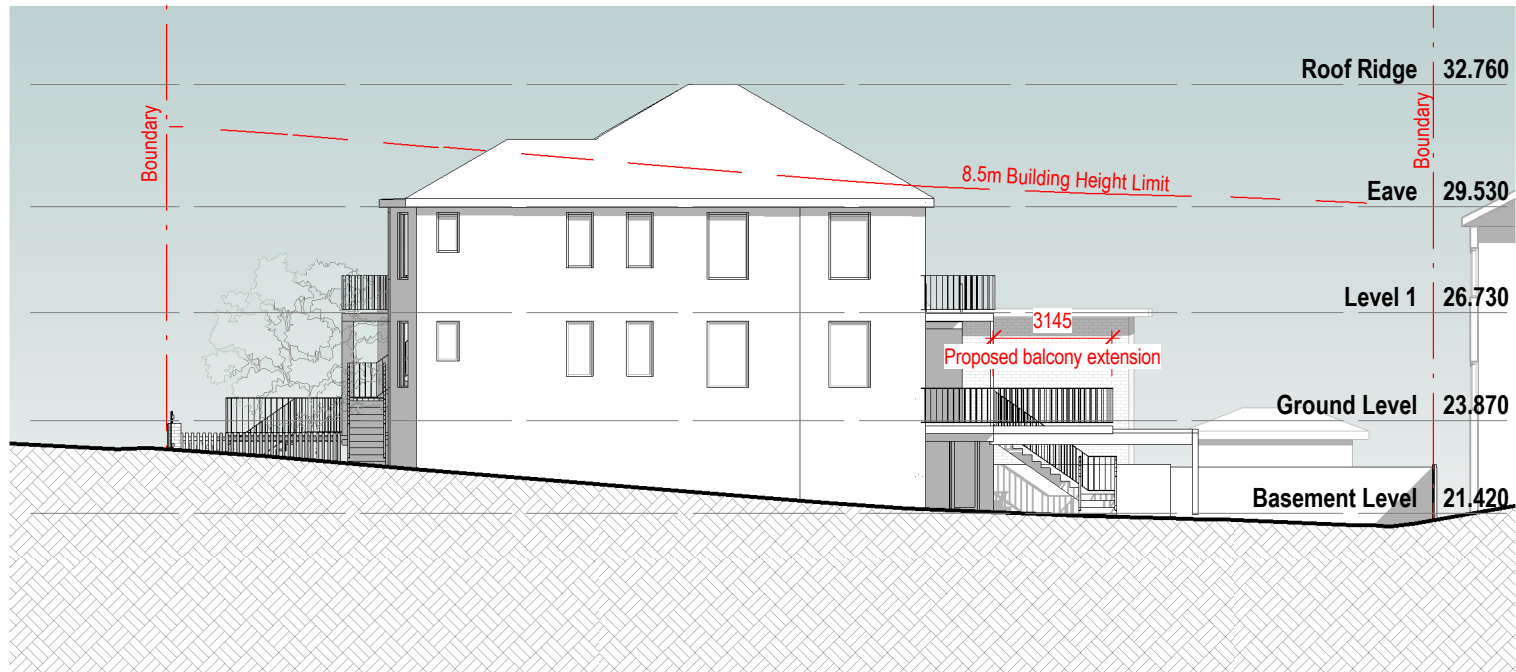 Roof Ridge 32.760
Boundary
Boundary
8.5m Building Height Limit
Eave 29.530
Level 1 26.730
3145
Proposed balcony extension
Ground Level 23.870
Basement Level 21.420